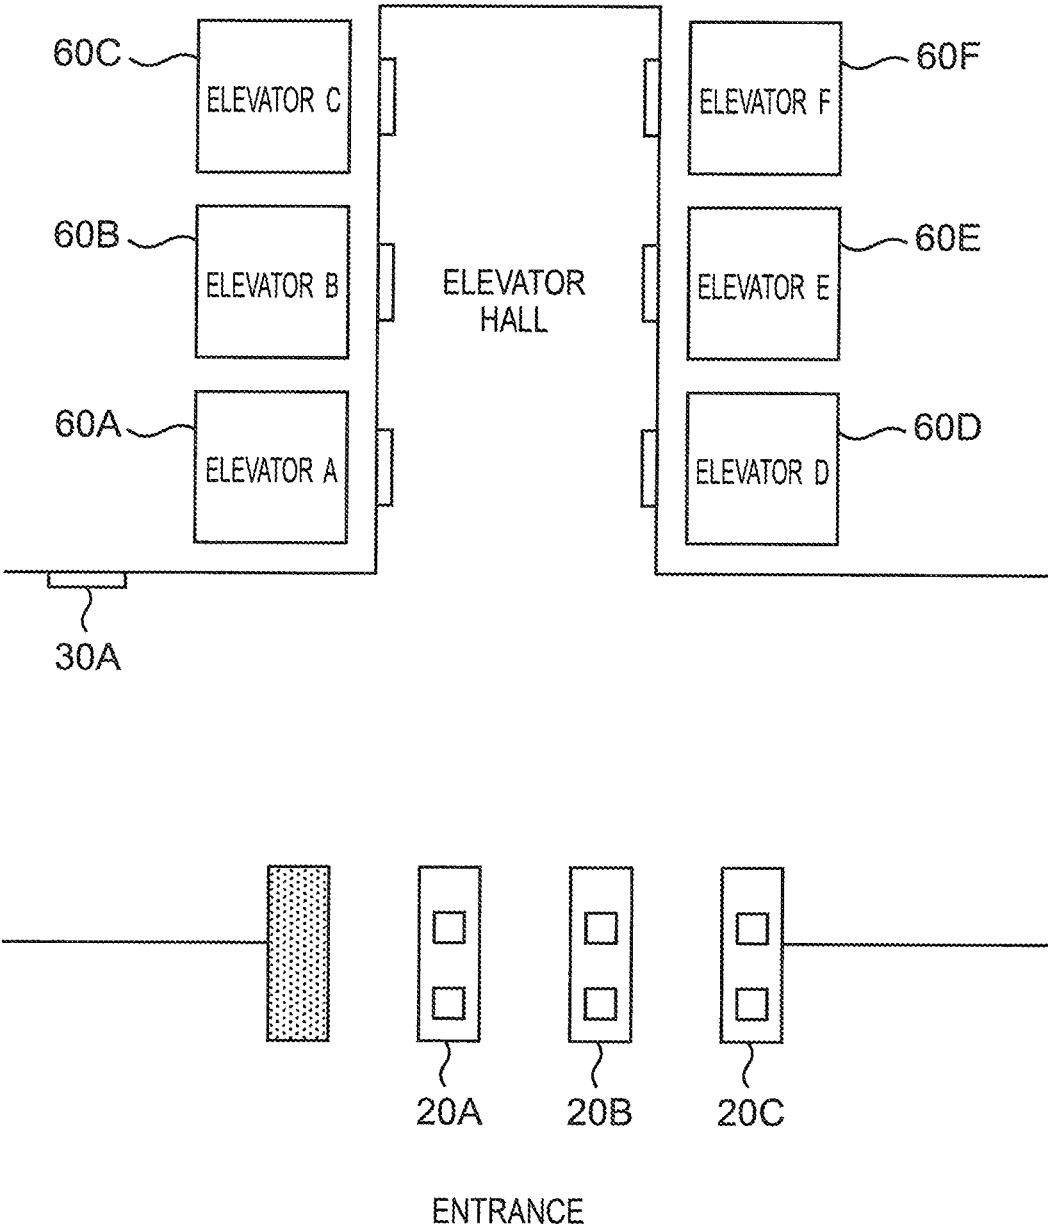 60C
ELEVATOR C
ELEVATOR F
60F
60B
ELEVATOR B
ELEVATOR
HALL
ELEVATOR E
60E
60A
ELEVATOR A
ELEVATOR D
60D
30A
20A
20B
20C
ENTRANCE